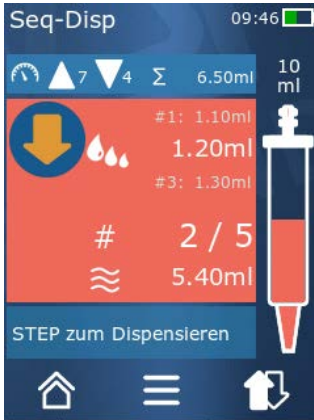 Seq-Disp 09:46
7 4 Σ 6.50ml
10 ml
#1: 1.10ml
1.20ml
#3: 1.30ml
# 2 / 5
≈ 5.40ml
STEP zum Dispensieren